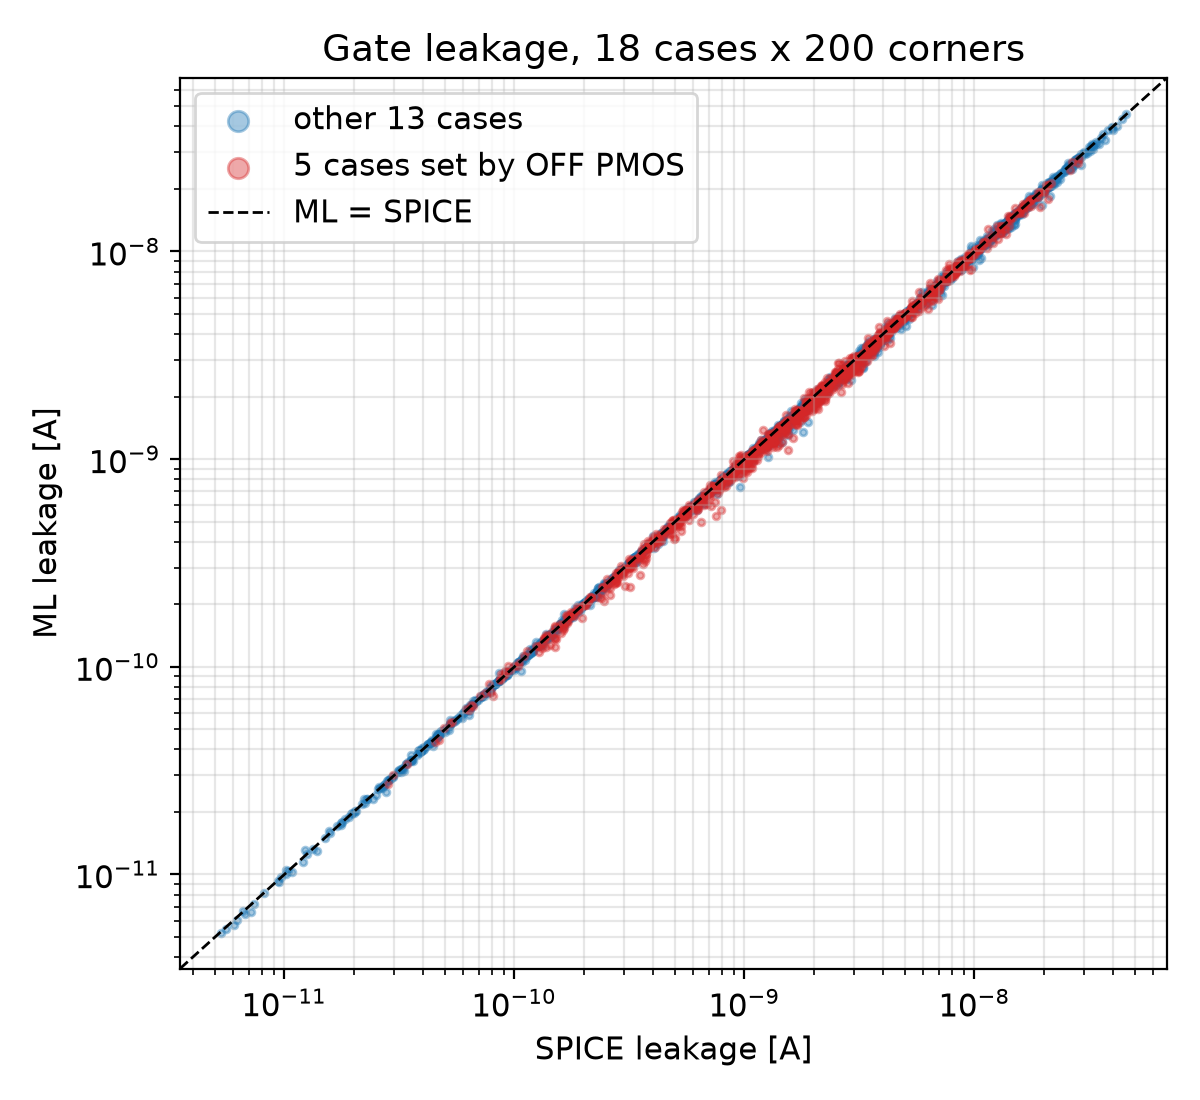 Gate leakage, 18 cases x 200 corners
other 13 cases
5 cases set by OFF PMOS
ML = SPICE
ML leakage [A]
10⁻⁸
10⁻⁹
10⁻¹⁰
10⁻¹¹
10⁻¹¹ 10⁻¹⁰ 10⁻⁹ 10⁻⁸
SPICE leakage [A]